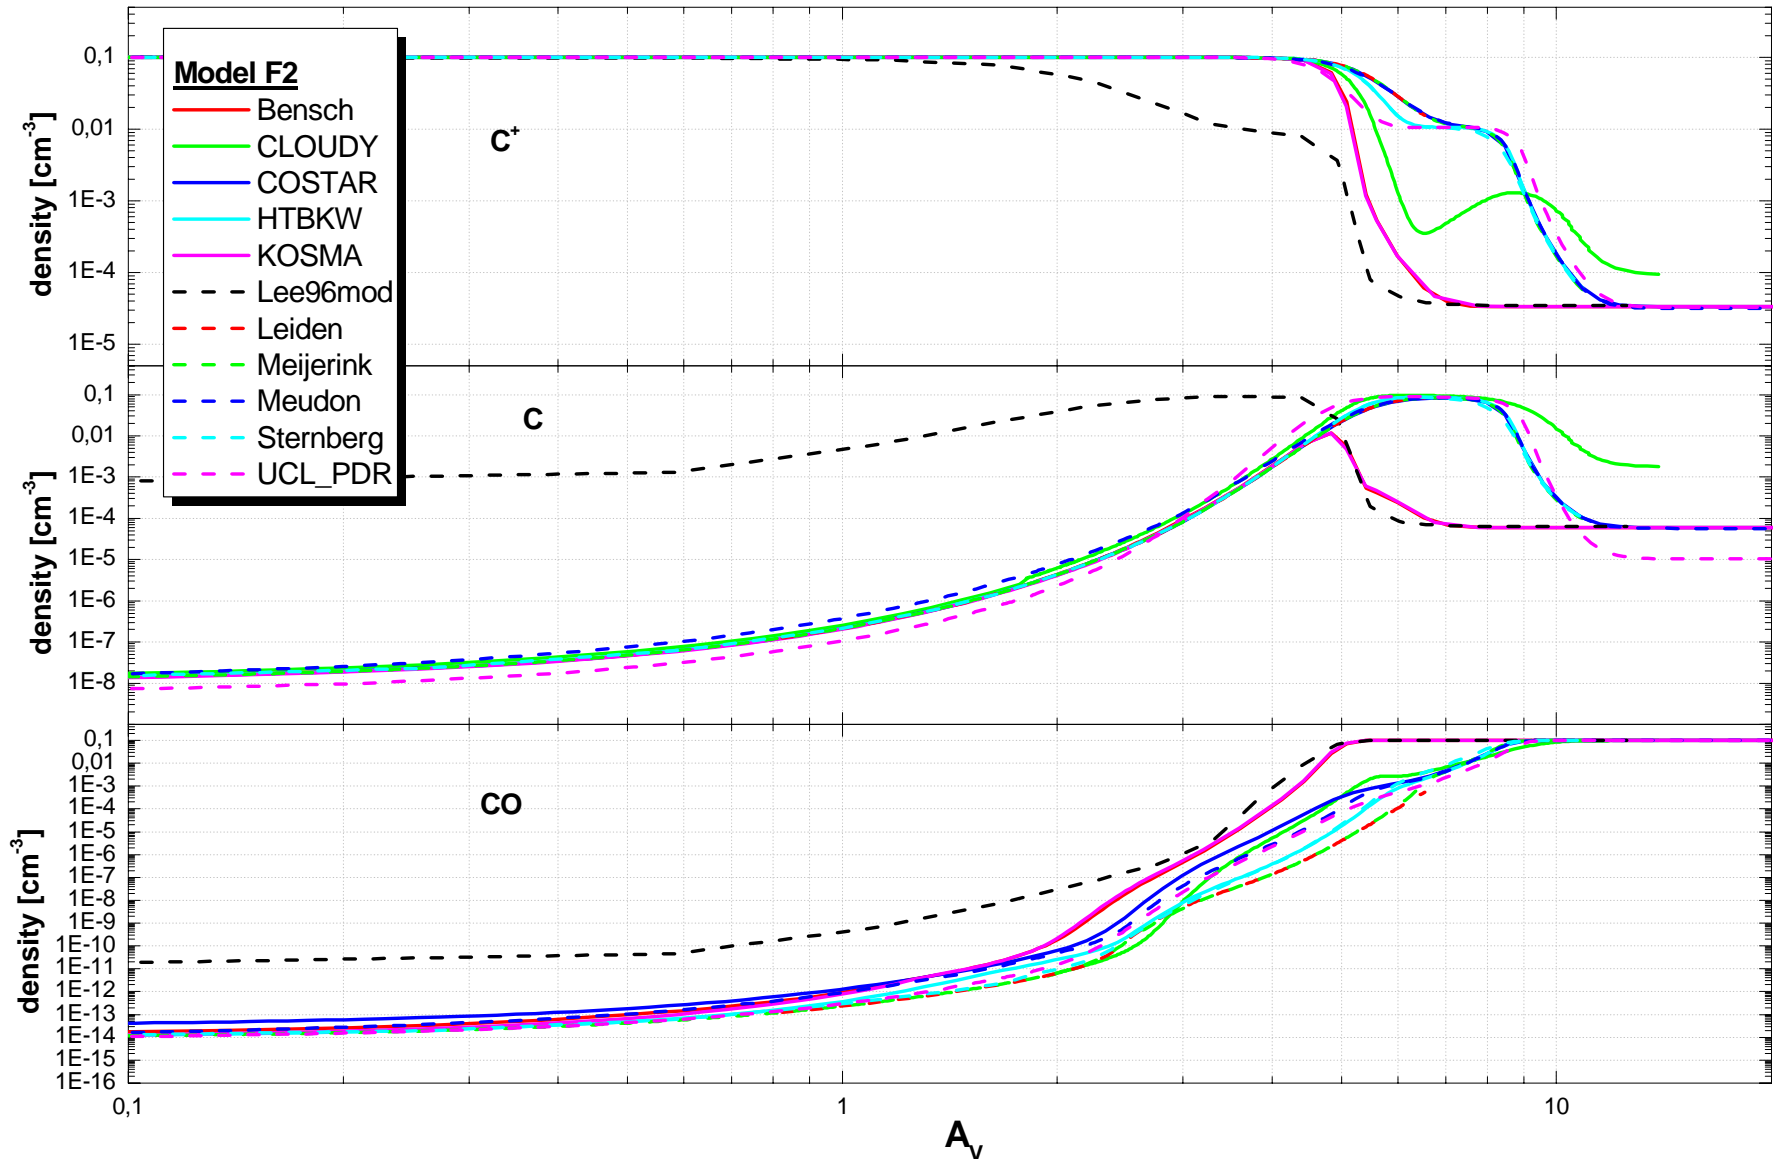 Model F2
Bensch
CLOUDY
COSTAR
HTBKW
KOSMA
Lee96mod
Leiden
Meijerink
Meudon
Sternberg
UCL_PDR
density [cm⁻³]
0,1
0,01
1E-3
1E-4
1E-5
C⁺
density [cm⁻³]
0,1
0,01
1E-3
1E-4
1E-5
1E-6
1E-7
1E-8
C
density [cm⁻³]
0,1
0,01
1E-3
1E-4
1E-5
1E-6
1E-7
1E-8
1E-9
1E-10
1E-11
1E-12
1E-13
1E-14
1E-15
1E-16
CO
0,1 1 10
A_V